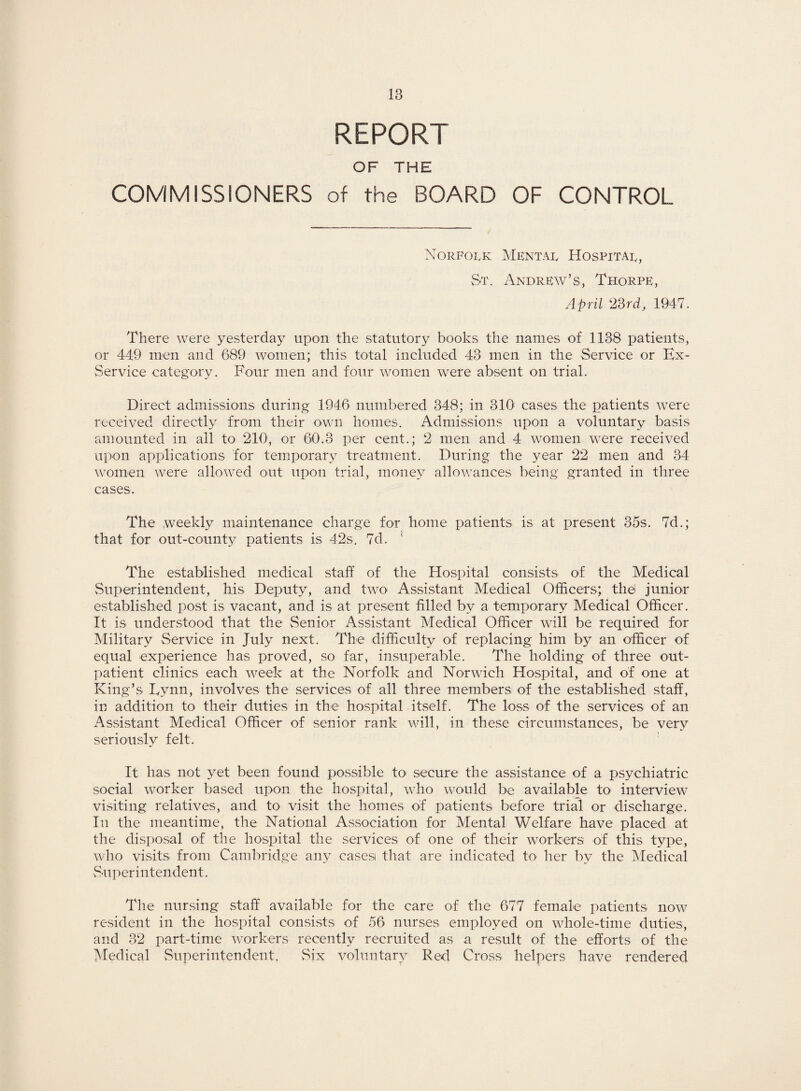 13
REPORT
OF THE
COMMISSIONERS of the BOARD OF CONTROL
Norfolk Mental Hospital,
St. Andrew's, Thorpe,
April 23rd, 1947.
There were yesterday upon the statutory books the names of 1138 patients,
or 449 men and 689 women; this total included 43 men in the Service or Ex-
Service category. Four men and four women were absent on trial.
Direct admissions during 1946 numbered 348; in 310 cases the patients were
received directly from their own homes. Admissions upon a voluntary basis
amounted in all to 210, or 60.3 per cent.; 2 men and 4 women were received
upon applications for temporary treatment. During the year 22 men and 34
women were allowed out upon trial, money allowances being granted in three
cases.
The weekly maintenance charge for home patients is at present 35s. 7d.;
that for out-county patients is 42s. 7d.
The established medical staff of the Hospital consists of the Medical
Superintendent, his Deputy, and two Assistant Medical Officers; the junior
established post is vacant, and is at present filled by a temporary Medical Officer.
It is understood that the Senior Assistant Medical Officer will be required for
Military Service in July next. The difficulty of replacing him by an officer of
equal experience has proved, so far, insuperable. The holding of three out-
patient clinics each week at the Norfolk and Norwich Hospital, and of one at
King's Lynn, involves the services of all three members of the established staff,
in addition to their duties in the hospital itself. The loss of the services of an
Assistant Medical Officer of senior rank will, in these circumstances, be very
seriously felt.
It has not yet been found possible to secure the assistance of a psychiatric
social worker based upon the hospital, who would be available to interview
visiting relatives, and to visit the homes of patients before trial or discharge.
In the meantime, the National Association for Mental Welfare have placed at
the disposal of the hospital the services of one of their workers of this type,
who visits from Cambridge any cases that are indicated to her by the Medical
Superintendent.
The nursing staff available for the care of the 677 female patients now
resident in the hospital consists of 56 nurses employed on whole-time duties,
and 32 part-time workers recently recruited as a result of the efforts of the
Medical Superintendent. Six voluntary Red Cross helpers have rendered